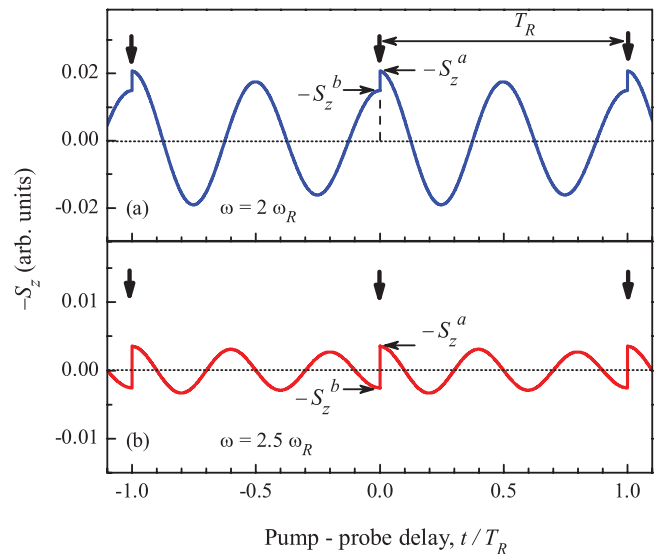 T_R
−S_z^a
0.02
−S_z^b
0.00
-0.02
(a)
ω = 2 ω_R
−S_z (arb. units)
0.01
−S_z^a
0.00
−S_z^b
-0.01
(b)
ω = 2.5 ω_R
-1.0 -0.5 0.0 0.5 1.0
Pump - probe delay, t / T_R